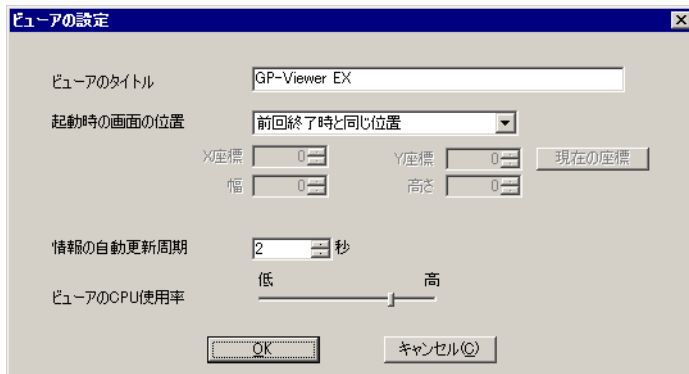 ビューアの設定
ビューアのタイトル GP-Viewer EX
起動時の画面の位置 前回終了時と同じ位置
X座標 0 Y座標 0 現在の座標
幅 0 高さ 0
情報の自動更新周期 2 秒
低 高
ビューアのCPU使用率
OK キャンセル(C)